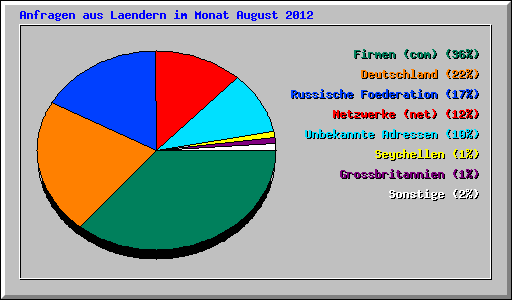 Anfragen aus Laendern im Monat August 2012
Firmen (com) (36%)
Deutschland (22%)
Russische Foederation (17%)
Netzwerke (net) (12%)
Unbekannte Adressen (10%)
Seychellen (1%)
Grossbritannien (1%)
Sonstige (2%)